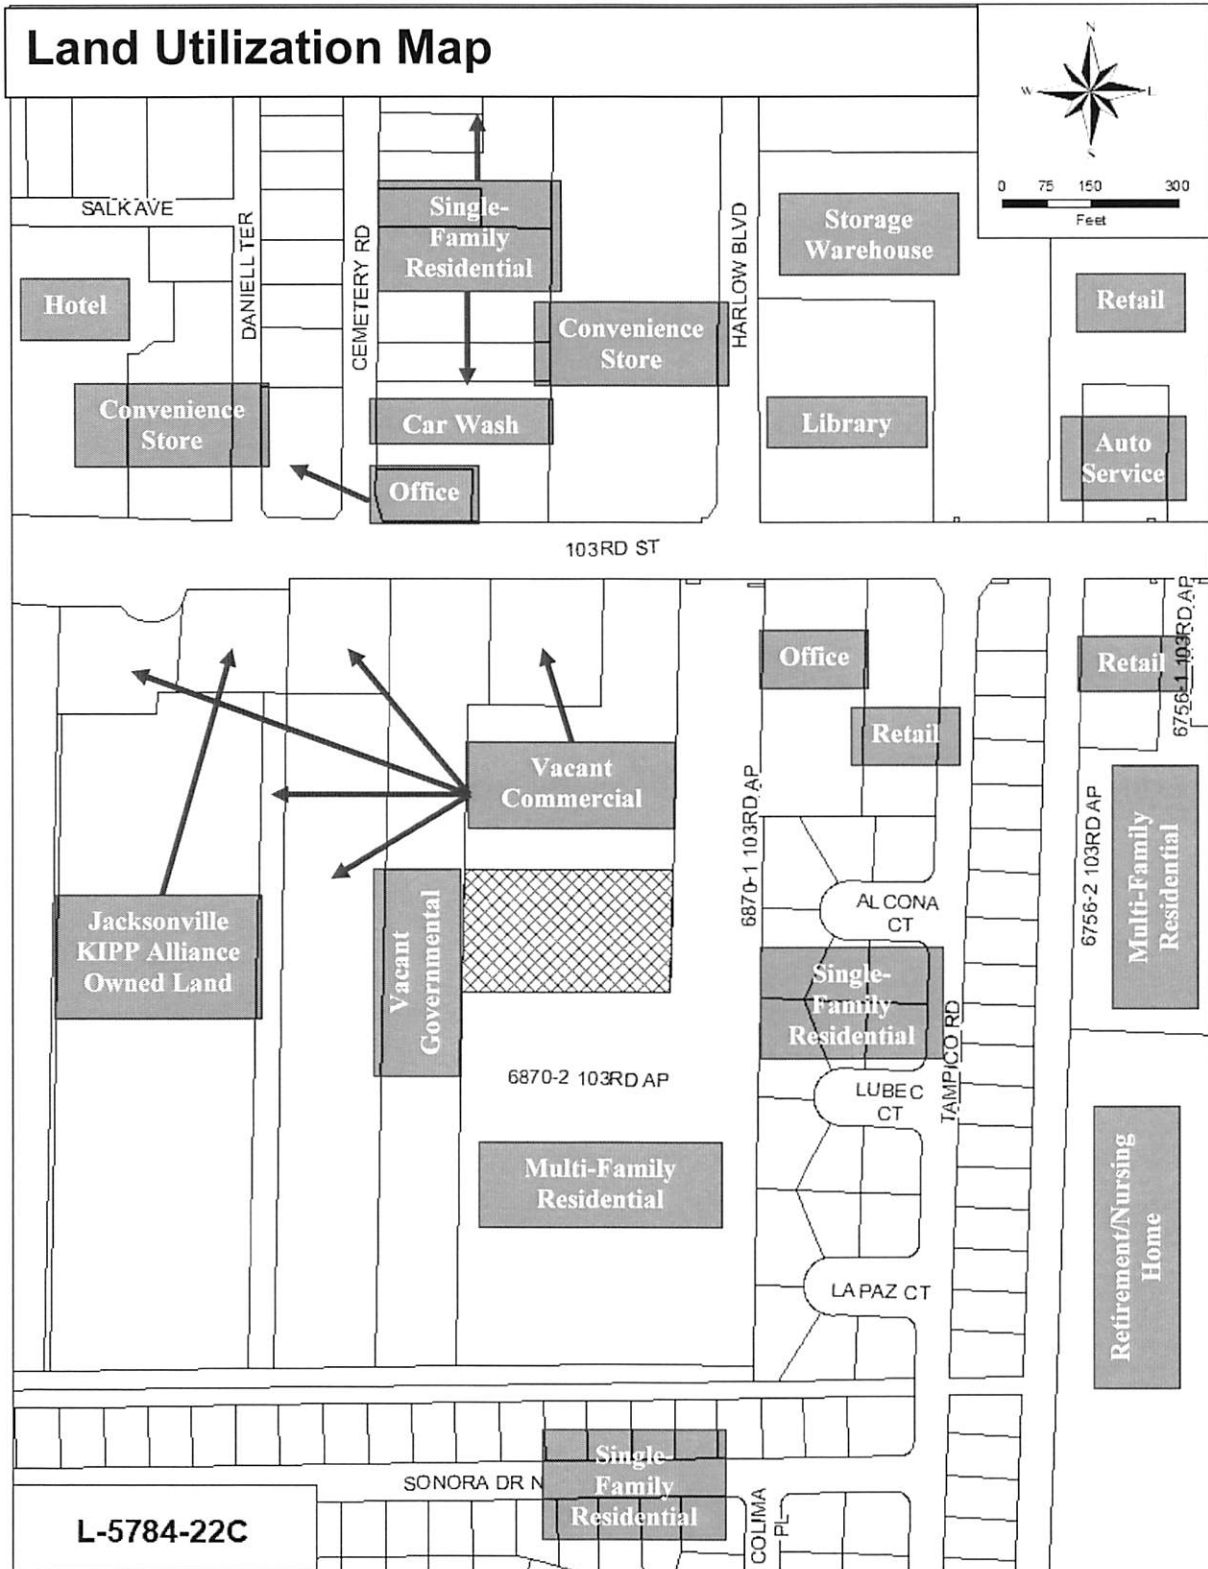 Land Utilization Map
N
W
E
S
0 75 150 300
Feet
SALK AVE
DANIELL TER
CEMETERY RD
HARLOW BLVD
Single-
Family
Residential
Storage
Warehouse
Hotel
Retail
Convenience
Store
Convenience
Store
Car Wash
Library
Auto
Service
Office
103RD ST
Office
Retail
6756-1 103RD AP
Retail
Vacant
Commercial
6870-1 103RD AP
6756-2 103RD AP
Multi-Family
Residential
Jacksonville
KIPP Alliance
Owned Land
Vacant
Governmental
ALCONA
CT
Single-
Family
Residential
TAMPICO RD
6870-2 103RD AP
LUBEC
CT
Multi-Family
Residential
Retirement/Nursing
Home
LA PAZ CT
Single-
Family
Residential
SONORA DR N
COLIMA
PL
L-5784-22C